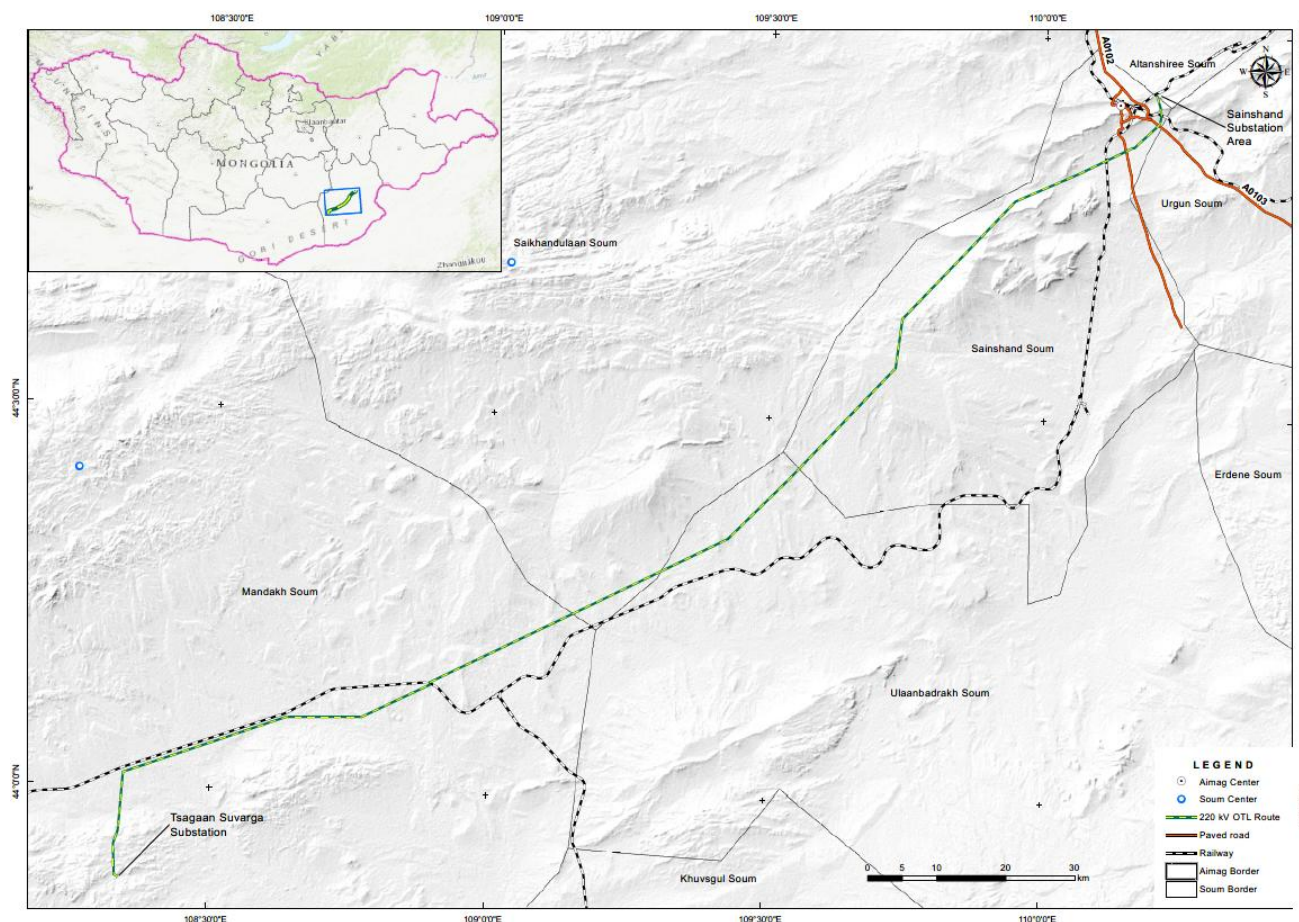 108°30'0"E
109°0'0"E
109°30'0"E
110°0'0"E
MONGOLIA
GOBI DESERT
A0102
Altanshiree Soum
N
W
E
S
Sainshand
Substation
Area
A0103
Urgun Soum
Saikhandulaan Soum
Sainshand Soum
44°30'0"N
Erdene Soum
Mandakh Soum
Ulaanbadrakh Soum
44°0'0"N
Tsagaan Suvarga
Substation
Khuvsgul Soum
LEGEND
Aimag Center
Soum Center
220 kV OTL Route
Paved road
Railway
Aimag Border
Soum Border
0 5 10 20 30
km
108°30'0"E
109°0'0"E
109°30'0"E
110°0'0"E